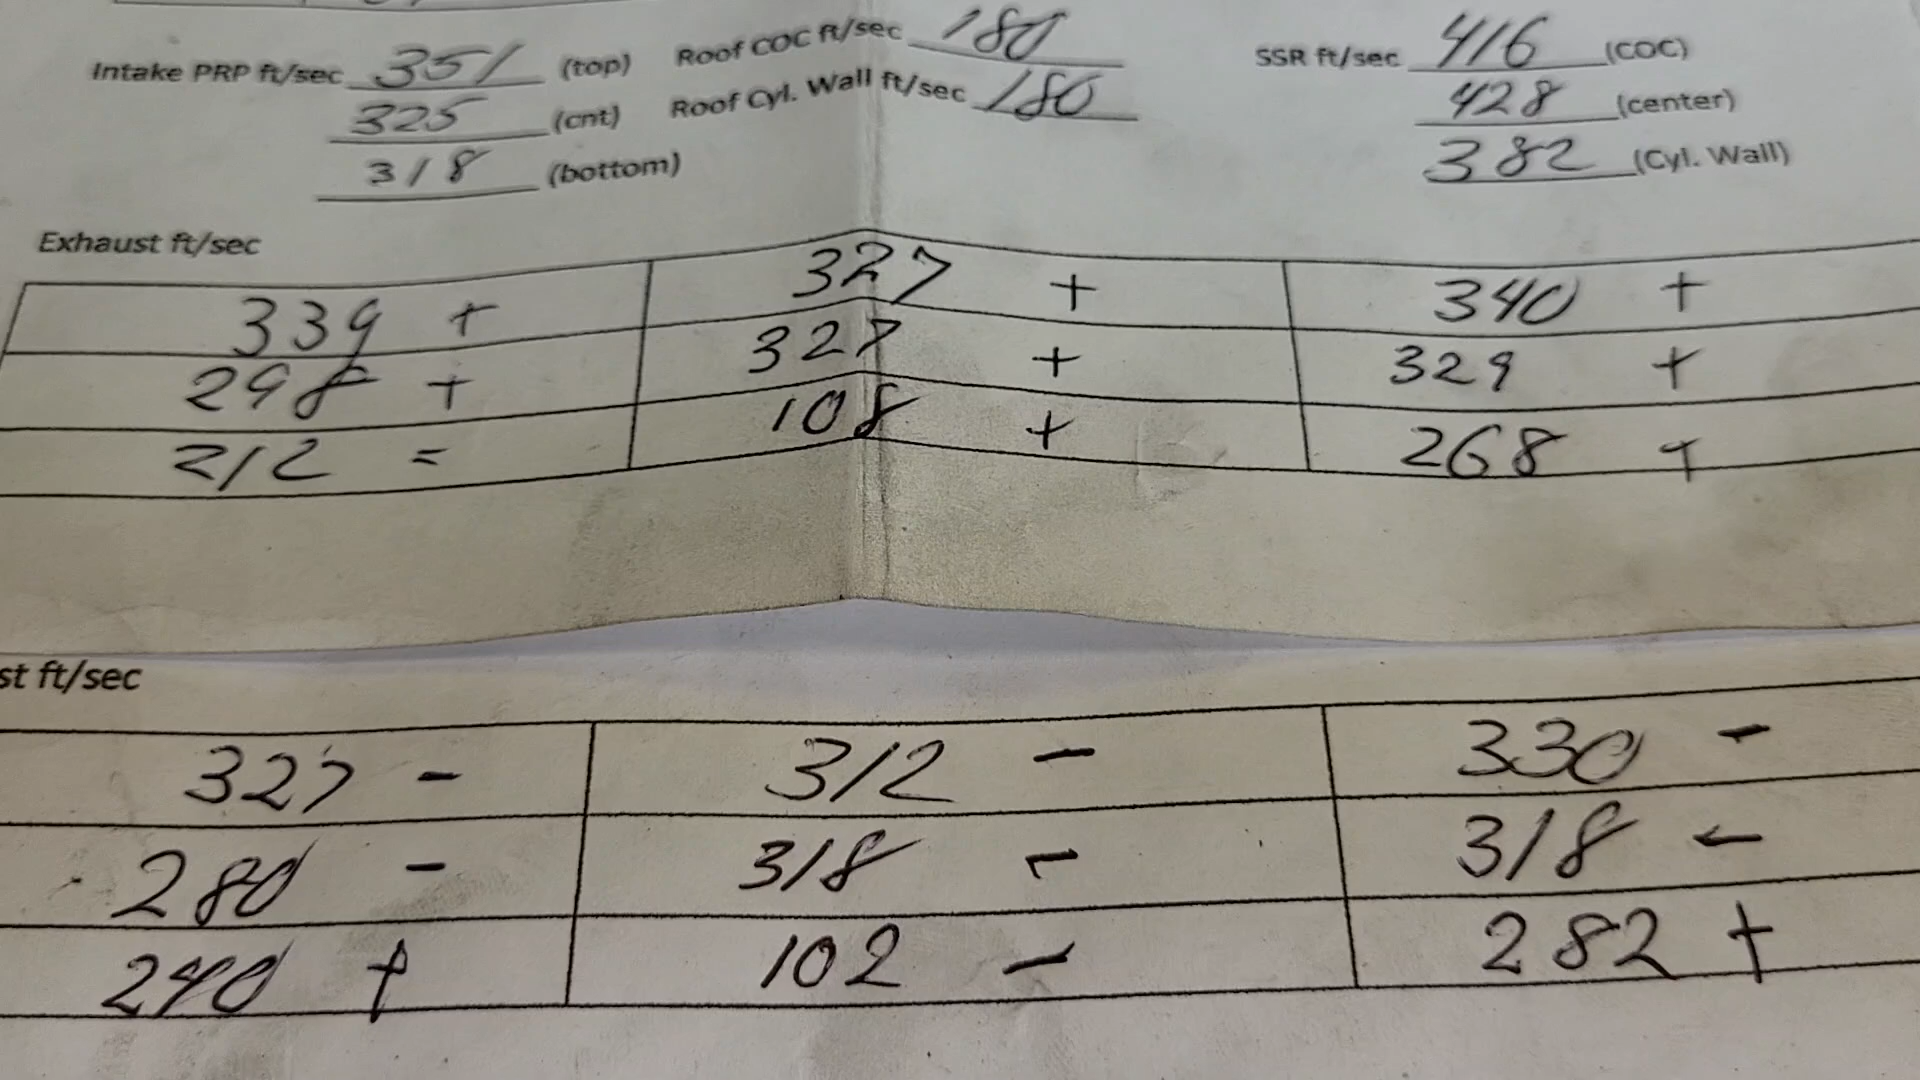 Intake PRP ft/sec 351 (top) Roof COC ft/sec 180 SSR ft/sec 416 (COC)
325 (cnt) Roof Cyl. Wall ft/sec 180 428 (center)
318 (bottom) 382 (Cyl. Wall)
Exhaust ft/sec
339 + 327 + 340 +
298 + 327 + 329 +
212 = 108 + 268 +
st ft/sec
327 - 312 - 330 -
280 - 318 - 318 -
240 + 102 - 282 +